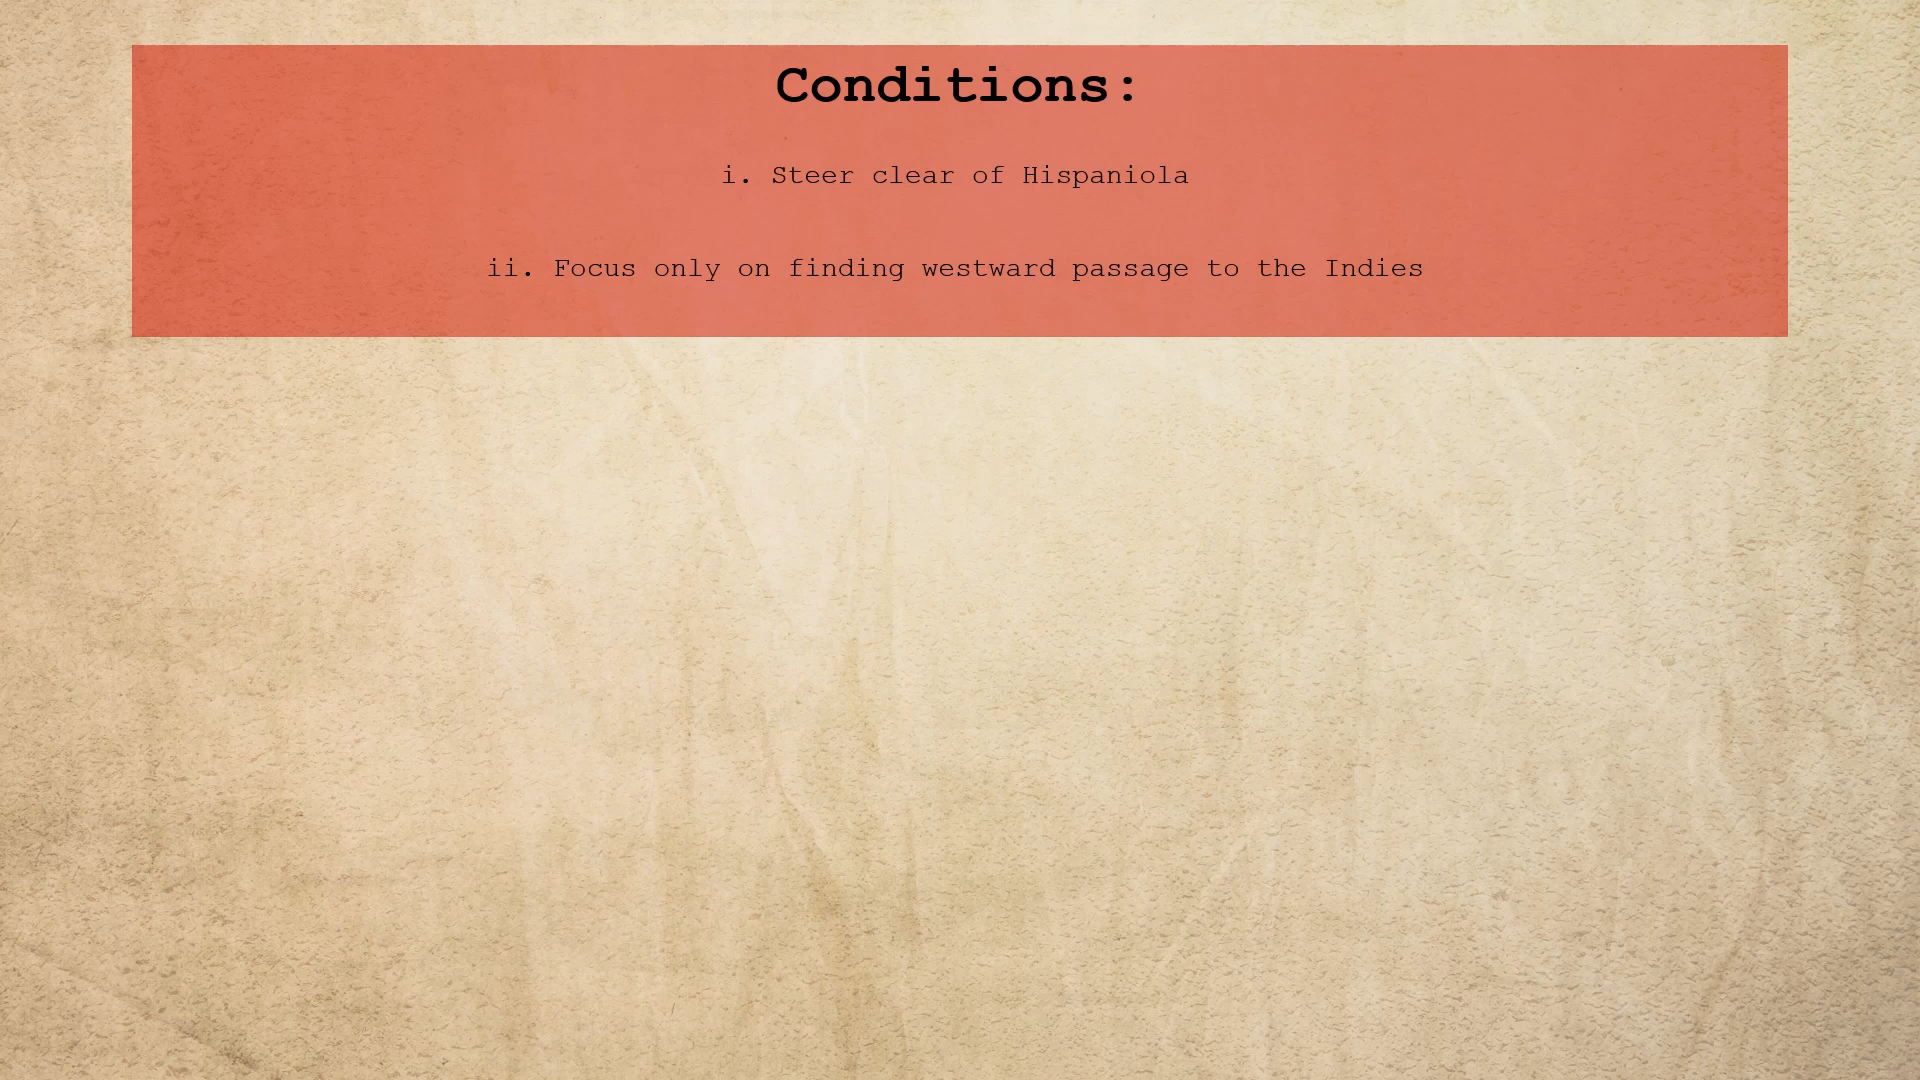 Conditions:
i. Steer clear of Hispaniola
ii. Focus only on finding westward passage to the Indies